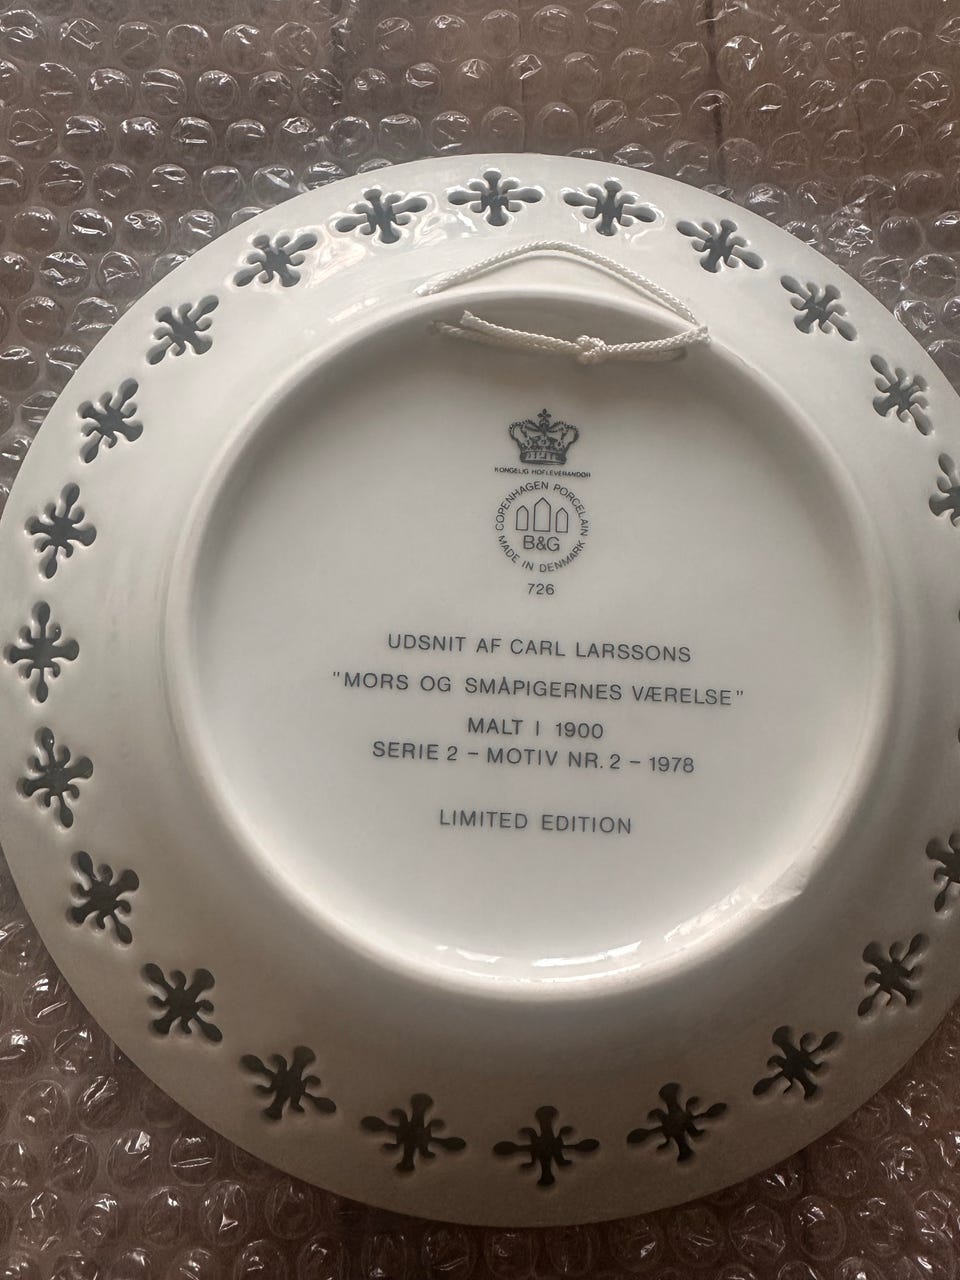 KONGELIG HOFLEVERANDØR
COPENHAGEN PORCELAIN
B&G
MADE IN DENMARK
726
UDSNIT AF CARL LARSSONS
"MORS OG SMÅPIGERNES VÆRELSE"
MALT I 1900
SERIE 2 - MOTIV NR. 2 - 1978
LIMITED EDITION